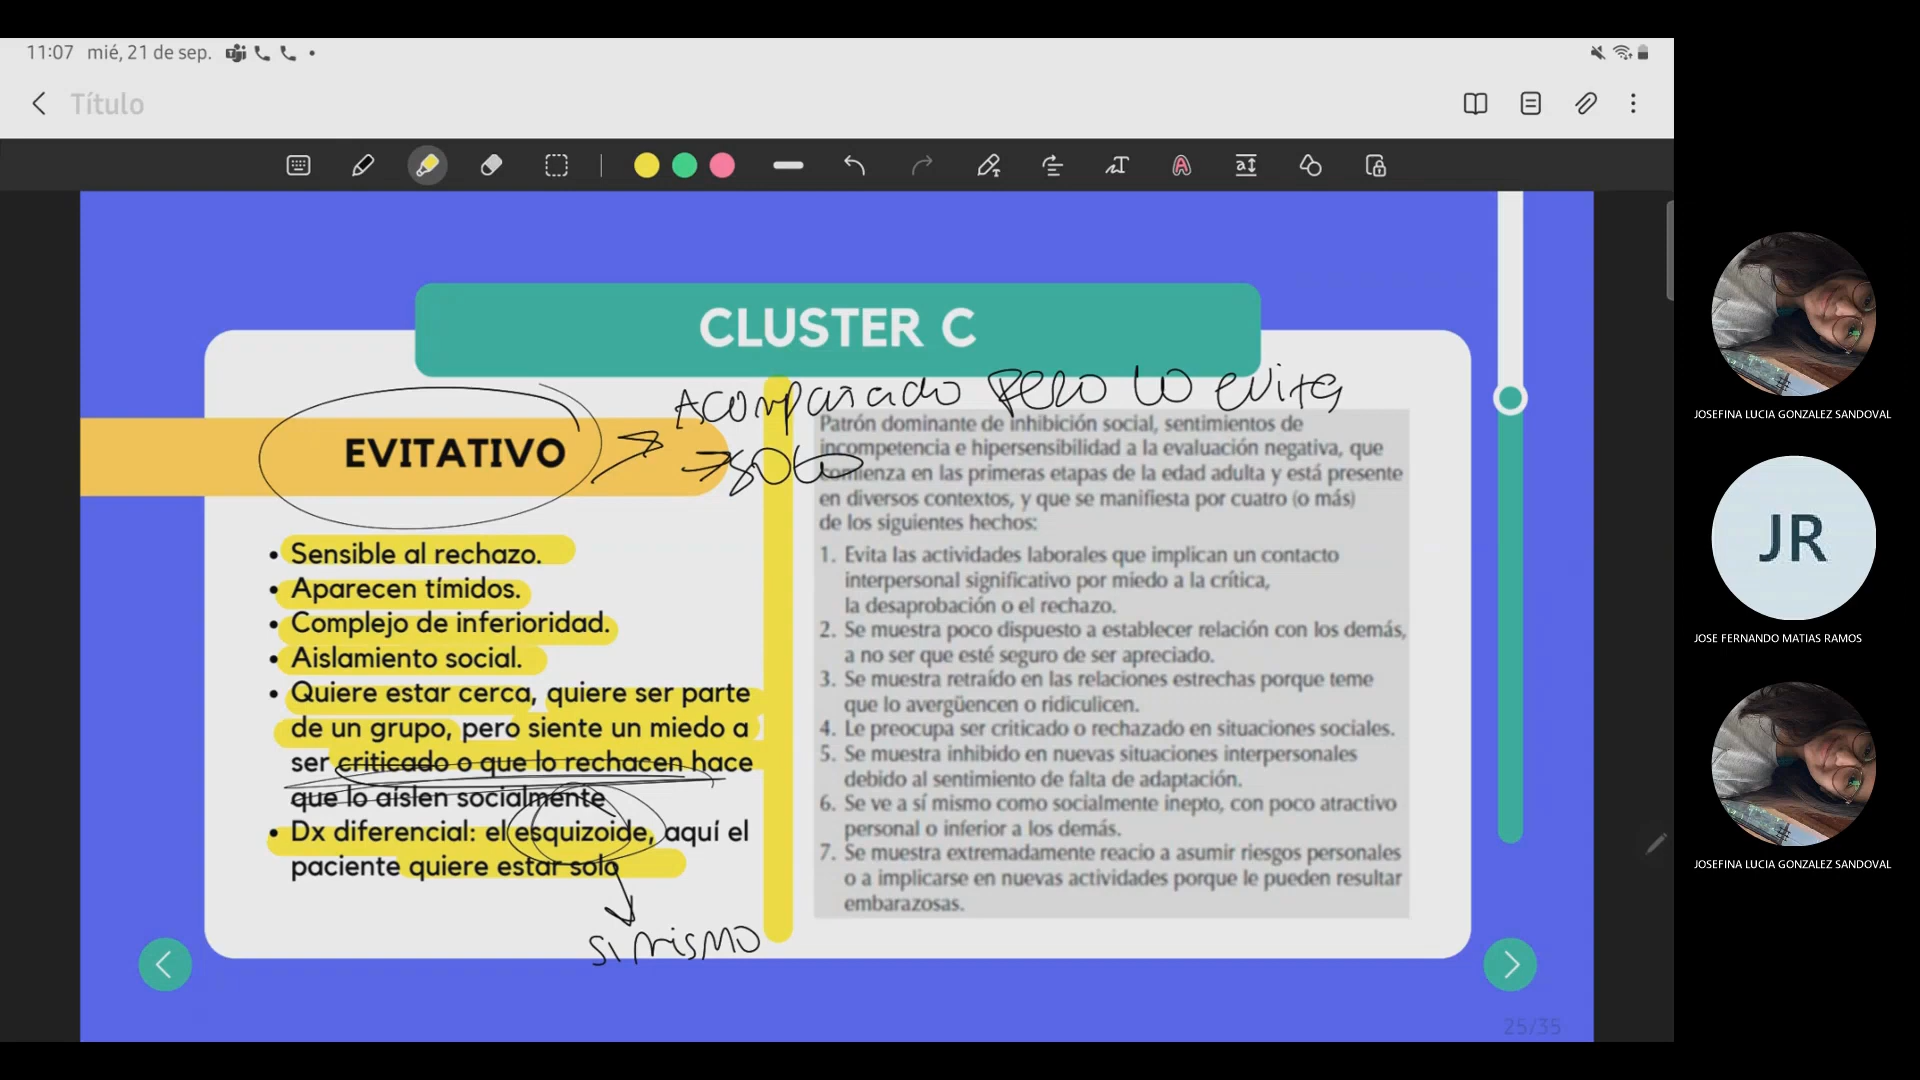 11:07 mié, 21 de sep.
Título
CLUSTER C
Acompañado pero lo evita
EVITATIVO
→ solo
Sensible al rechazo.
Aparecen tímidos.
Complejo de inferioridad.
Aislamiento social.
Quiere estar cerca, quiere ser parte
de un grupo, pero siente un miedo a
ser criticado o que lo rechacen hace
que lo aíslen socialmente
Dx diferencial: el esquizoide, aquí el
paciente quiere estar solo
si mismo
Patrón dominante de inhibición social, sentimientos de
incompetencia e hipersensibilidad a la evaluación negativa, que
comienza en las primeras etapas de la edad adulta y está presente
en diversos contextos, y que se manifiesta por cuatro (o más)
de los siguientes hechos:
1. Evita las actividades laborales que implican un contacto
interpersonal significativo por miedo a la crítica,
la desaprobación o el rechazo.
2. Se muestra poco dispuesto a establecer relación con los demás,
a no ser que esté seguro de ser apreciado.
3. Se muestra retraído en las relaciones estrechas porque teme
que lo avergüencen o ridiculicen.
4. Le preocupa ser criticado o rechazado en situaciones sociales.
5. Se muestra inhibido en nuevas situaciones interpersonales
debido al sentimiento de falta de adaptación.
6. Se ve a sí mismo como socialmente inepto, con poco atractivo
personal o inferior a los demás.
7. Se muestra extremadamente reacio a asumir riesgos personales
o a implicarse en nuevas actividades porque le pueden resultar
embarazosas.
25/35
JOSEFINA LUCIA GONZALEZ SANDOVAL
JR
JOSE FERNANDO MATIAS RAMOS
JOSEFINA LUCIA GONZALEZ SANDOVAL